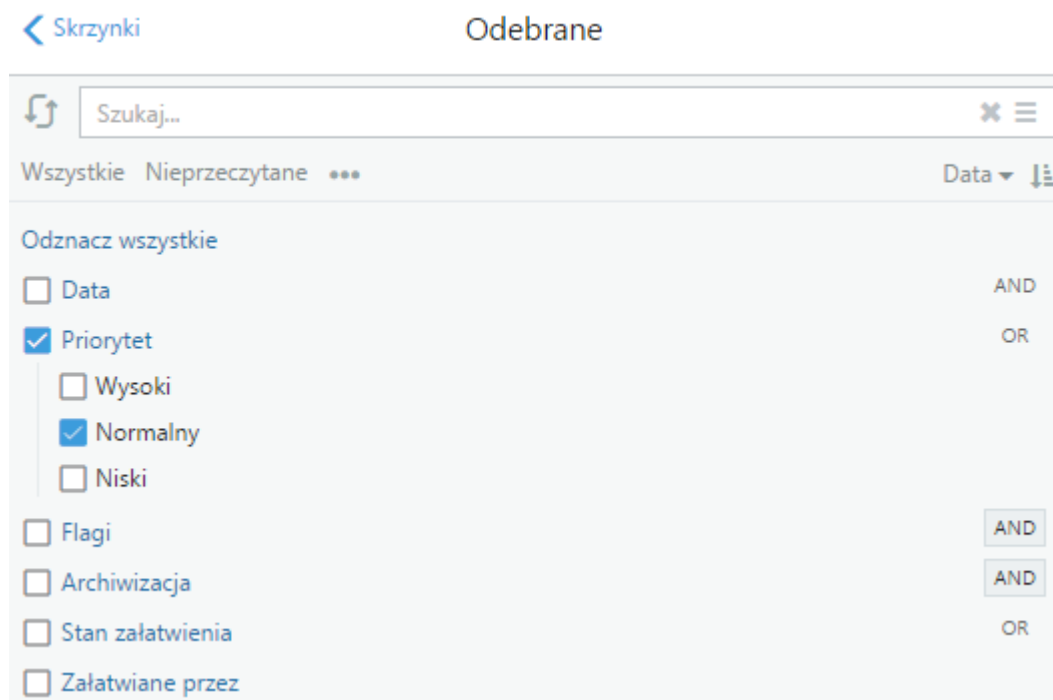 Skrzynki Odebrane
Szukaj...
Wszystkie Nieprzeczytane ••• Data
Odznacz wszystkie
Data AND
Priorytet OR
Wysoki
Normalny
Niski
Flagi AND
Archiwizacja AND
Stan załatwienia OR
Załatwiane przez